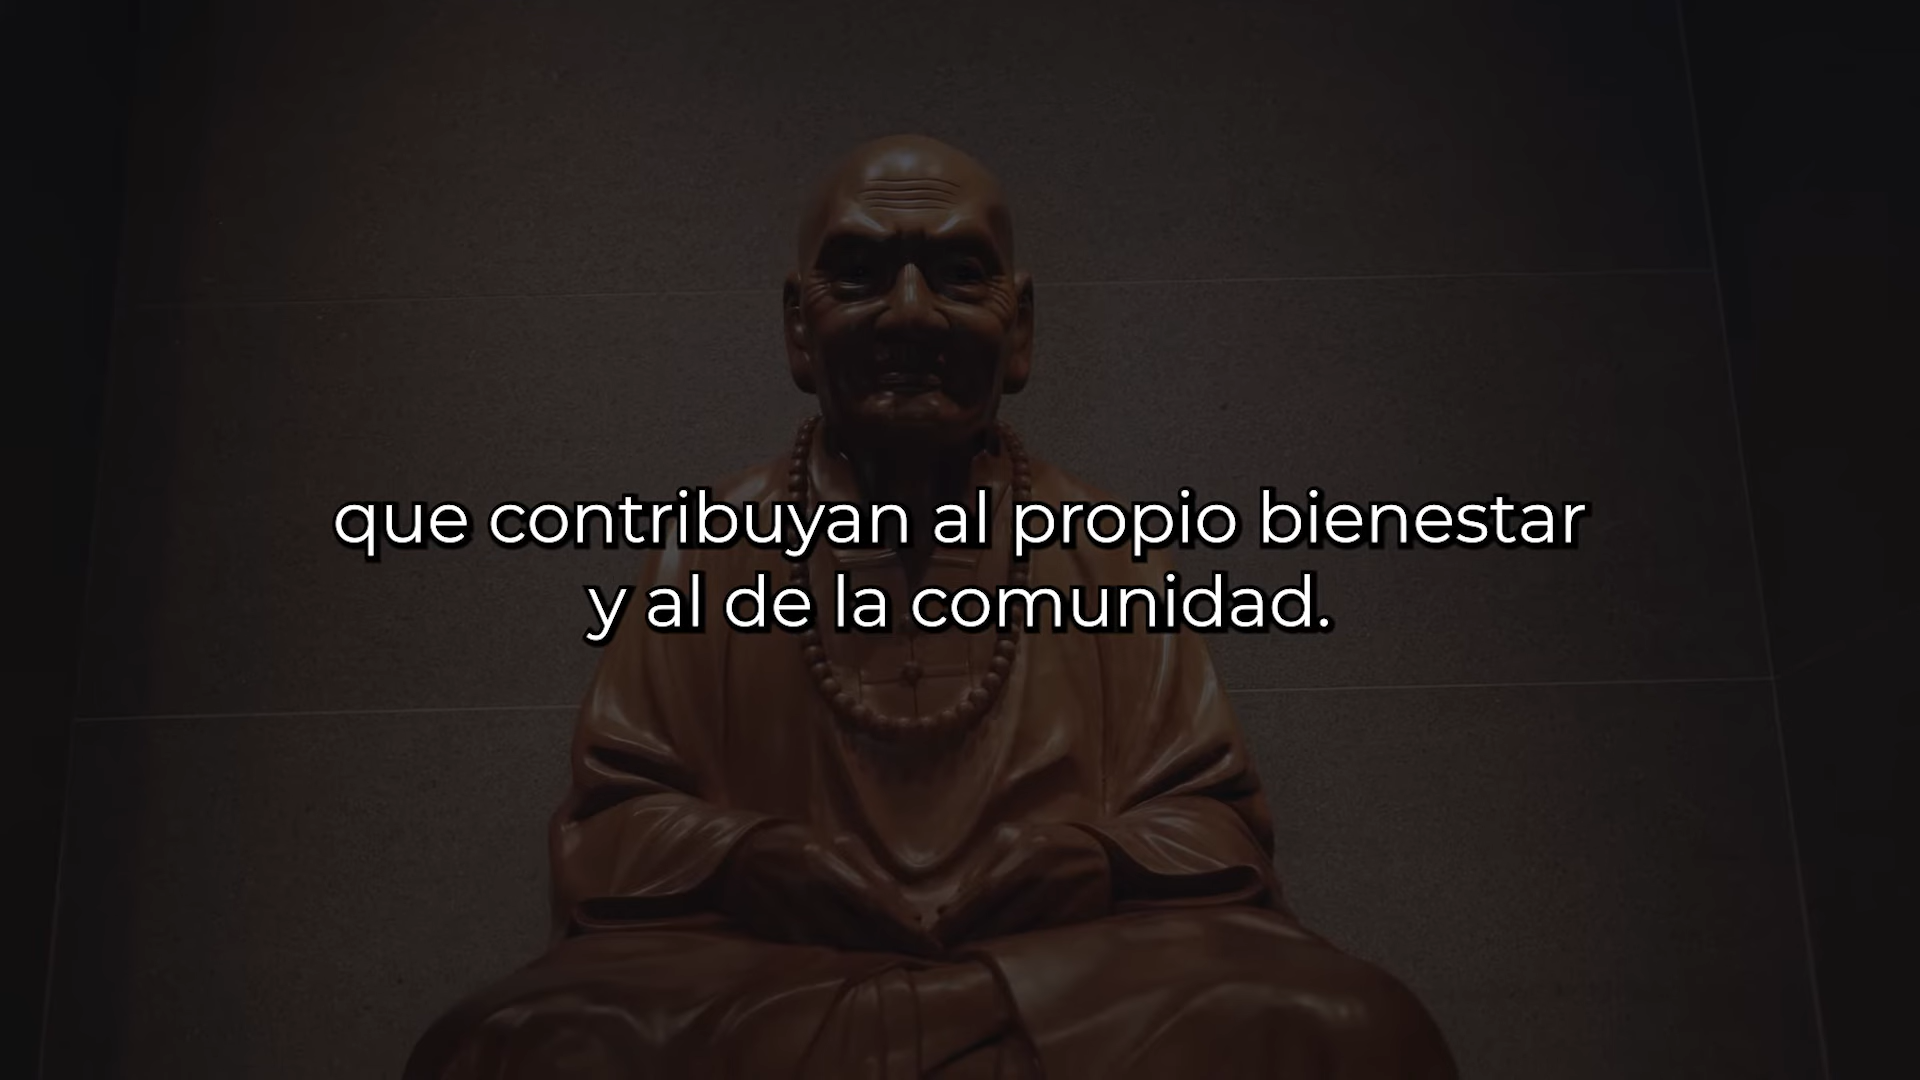 que contribuyan al propio bienestar
y al de la comunidad.